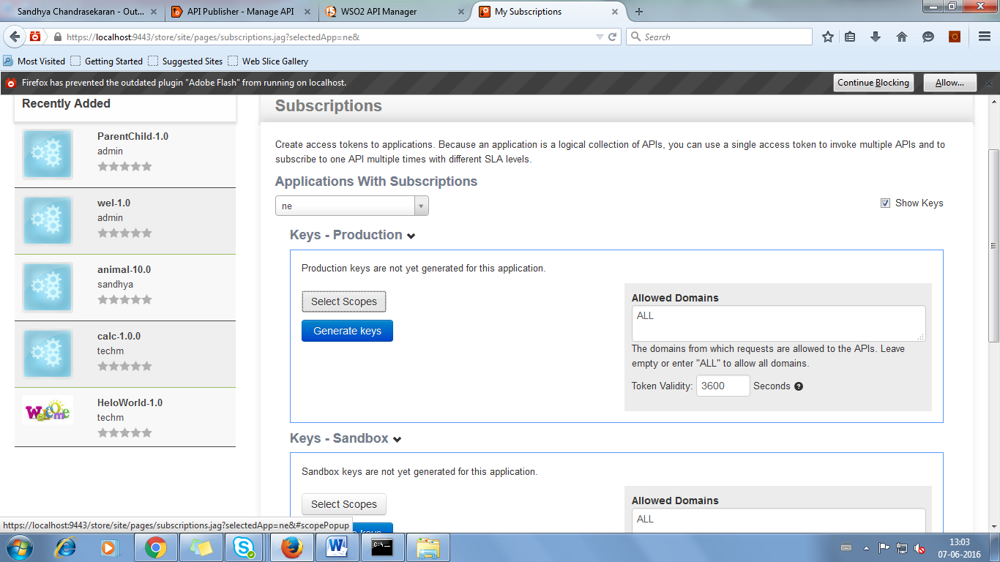 Sandhya Chandrasekaran - Out...
API Publisher - Manage API
WSO2 API Manager
My Subscriptions
https://localhost:9443/store/site/pages/subscriptions.jag?selectedApp=ne&
Search
Most Visited
Getting Started
Suggested Sites
Web Slice Gallery
Firefox has prevented the outdated plugin "Adobe Flash" from running on localhost.
Continue Blocking
Allow...
Recently Added
ParentChild-1.0
admin
wel-1.0
admin
animal-10.0
sandhya
calc-1.0.0
techm
Welcome
HeloWorld-1.0
techm
Subscriptions
Create access tokens to applications. Because an application is a logical collection of APIs, you can use a single access token to invoke multiple APIs and to
subscribe to one API multiple times with different SLA levels.
Applications With Subscriptions
ne
Show Keys
Keys - Production
Production keys are not yet generated for this application.
Select Scopes
Generate keys
Allowed Domains
ALL
The domains from which requests are allowed to the APIs. Leave
empty or enter "ALL" to allow all domains.
Token Validity: 3600 Seconds
Keys - Sandbox
Sandbox keys are not yet generated for this application.
Select Scopes
Allowed Domains
ALL
https://localhost:9443/store/site/pages/subscriptions.jag?selectedApp=ne&#scopePopup
13:03
07-06-2016